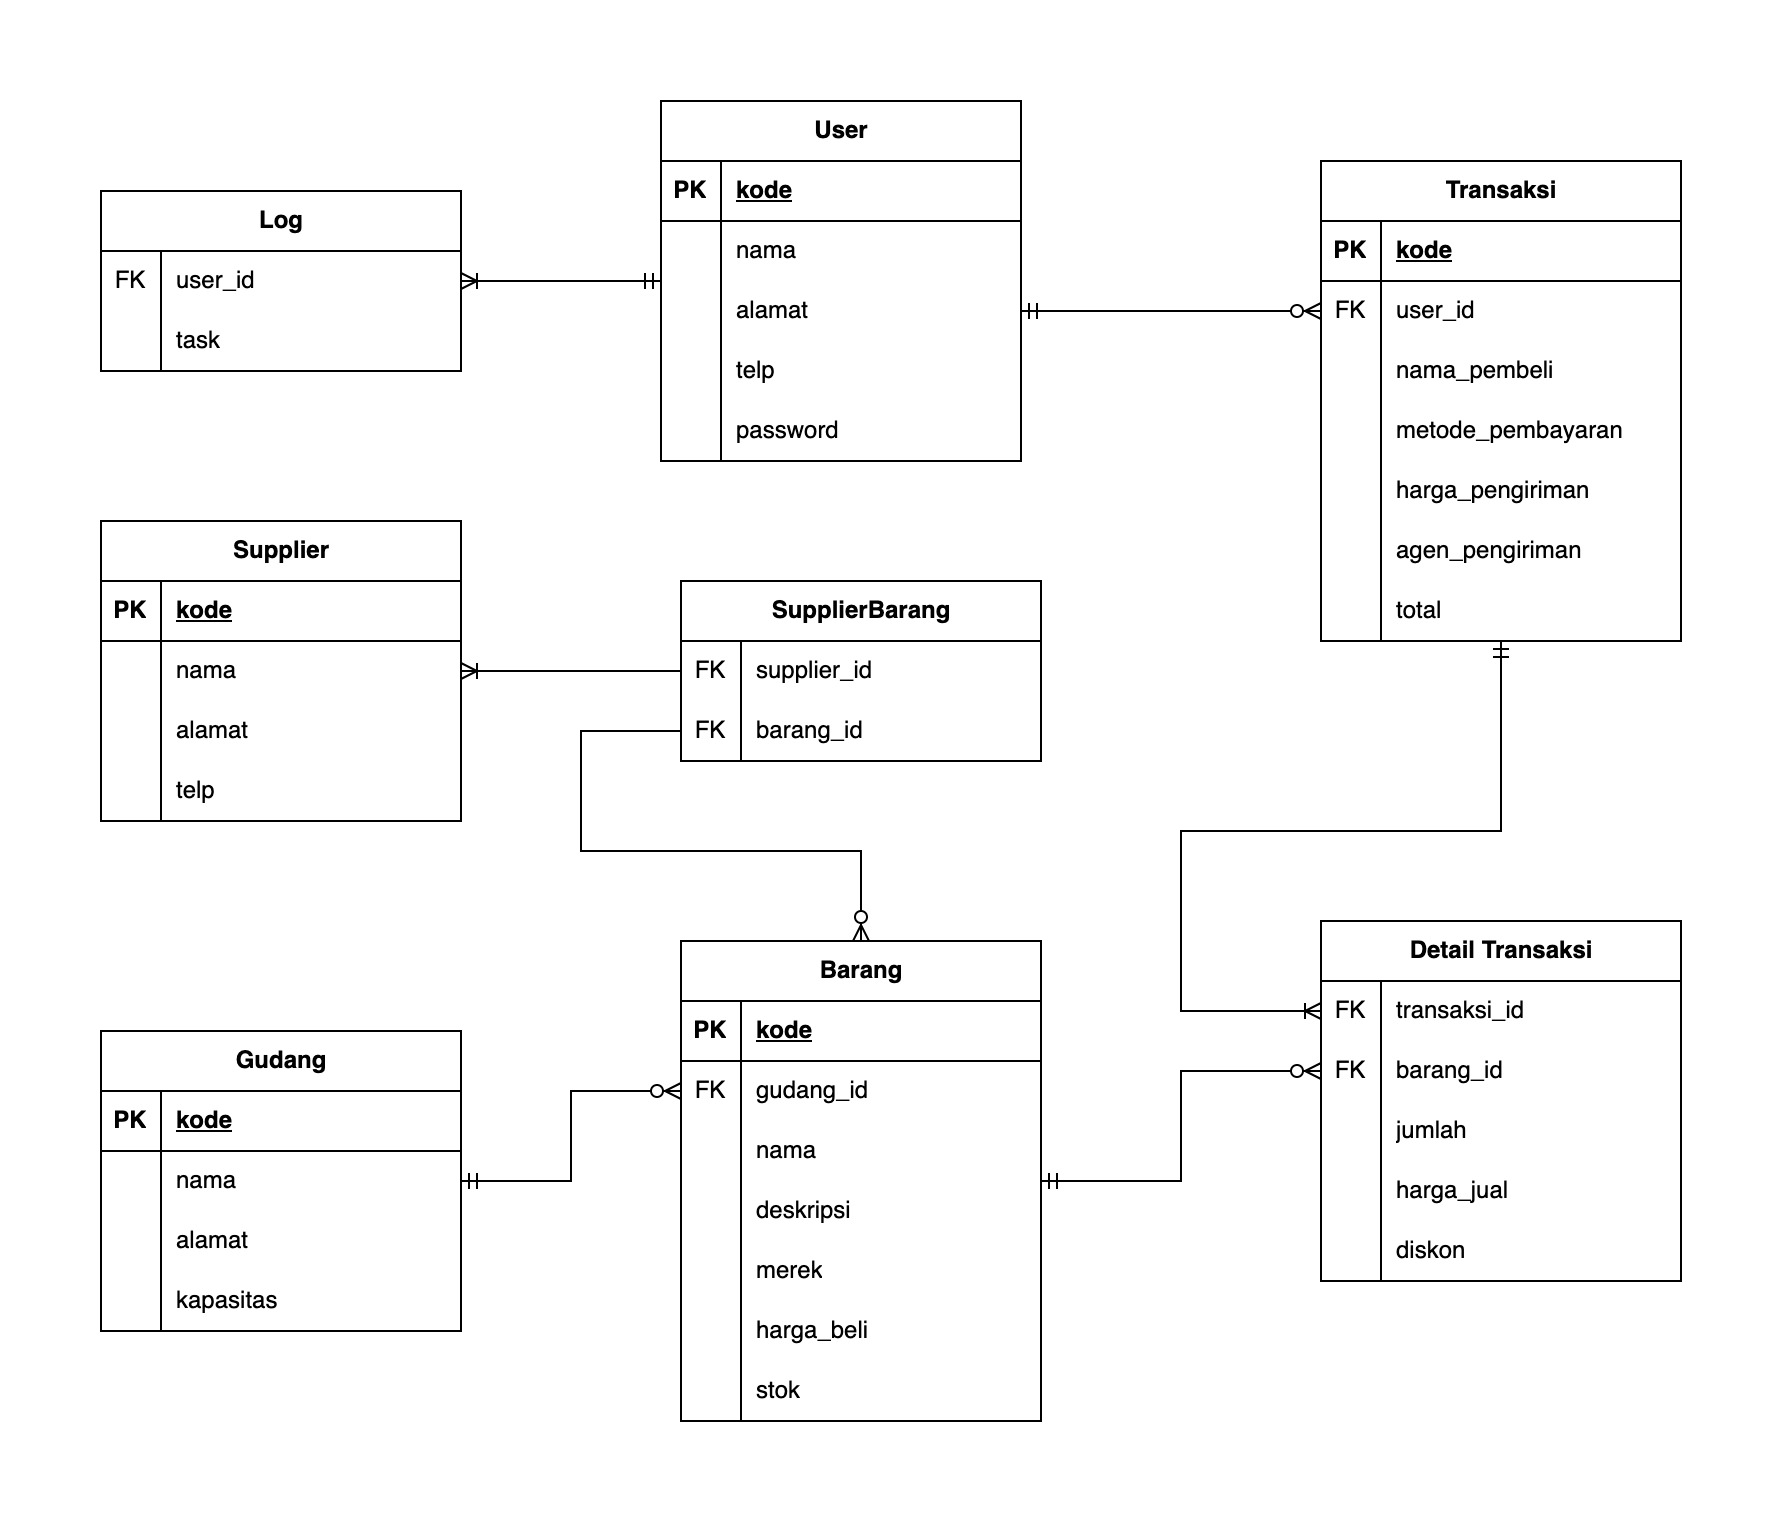 User
PK kode
nama
alamat
telp
password
Log
FK user_id
task
Transaksi
PK kode
FK user_id
nama_pembeli
metode_pembayaran
harga_pengiriman
agen_pengiriman
total
Supplier
PK kode
nama
alamat
telp
SupplierBarang
FK supplier_id
FK barang_id
Barang
PK kode
FK gudang_id
nama
deskripsi
merek
harga_beli
stok
Detail Transaksi
FK transaksi_id
FK barang_id
jumlah
harga_jual
diskon
Gudang
PK kode
nama
alamat
kapasitas